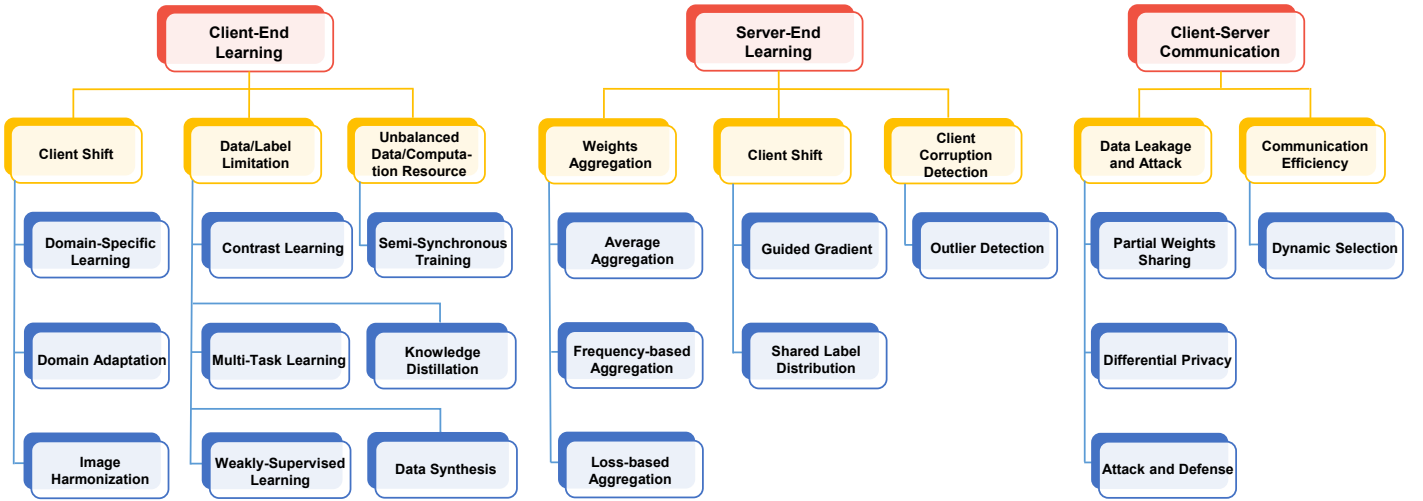 Client-End
Learning
Server-End
Learning
Client-Server
Communication
Client Shift
Data/Label
Limitation
Unbalanced
Data/Computa-
tion Resource
Weights
Aggregation
Client Shift
Client
Corruption
Detection
Data Leakage
and Attack
Communication
Efficiency
Domain-Specific
Learning
Contrast Learning
Semi-Synchronous
Training
Average
Aggregation
Guided Gradient
Outlier Detection
Partial Weights
Sharing
Dynamic Selection
Domain Adaptation
Multi-Task Learning
Knowledge
Distillation
Frequency-based
Aggregation
Shared Label
Distribution
Differential Privacy
Image
Harmonization
Weakly-Supervised
Learning
Data Synthesis
Loss-based
Aggregation
Attack and Defense